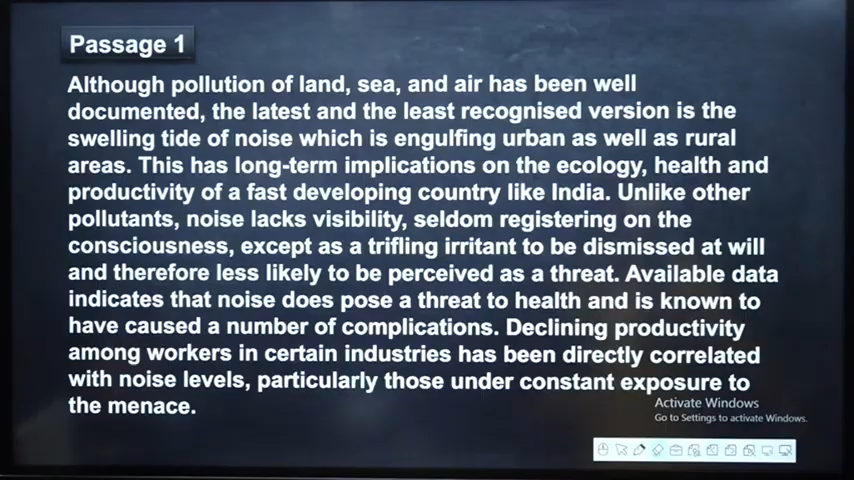 Passage 1
Although pollution of land, sea, and air has been well
documented, the latest and the least recognised version is the
swelling tide of noise which is engulfing urban as well as rural
areas. This has long-term implications on the ecology, health and
productivity of a fast developing country like India. Unlike other
pollutants, noise lacks visibility, seldom registering on the
consciousness, except as a trifling irritant to be dismissed at will
and therefore less likely to be perceived as a threat. Available data
indicates that noise does pose a threat to health and is known to
have caused a number of complications. Declining productivity
among workers in certain industries has been directly correlated
with noise levels, particularly those under constant exposure to
the menace.
Activate Windows
Go to Settings to activate Windows.